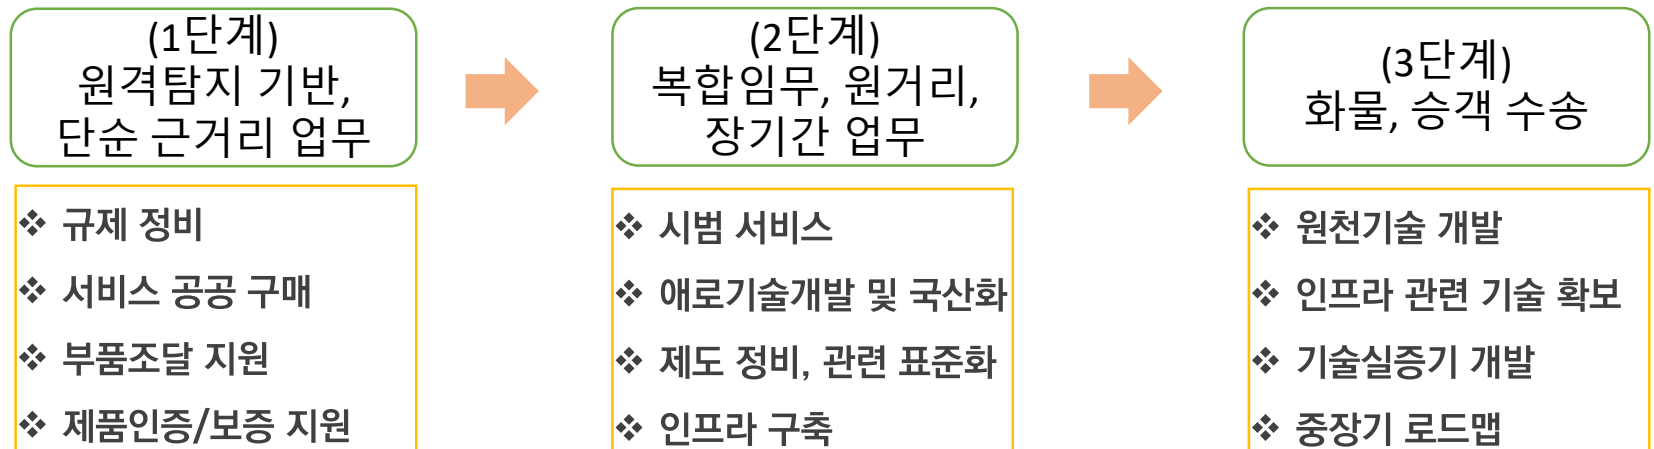 (1단계)
원격탐지 기반,
단순 근거리 업무
❖ 규제 정비
❖ 서비스 공공 구매
❖ 부품조달 지원
❖ 제품인증/보증 지원
(2단계)
복합임무, 원거리,
장기간 업무
❖ 시범 서비스
❖ 애로기술개발 및 국산화
❖ 제도 정비, 관련 표준화
❖ 인프라 구축
(3단계)
화물, 승객 수송
❖ 원천기술 개발
❖ 인프라 관련 기술 확보
❖ 기술실증기 개발
❖ 중장기 로드맵